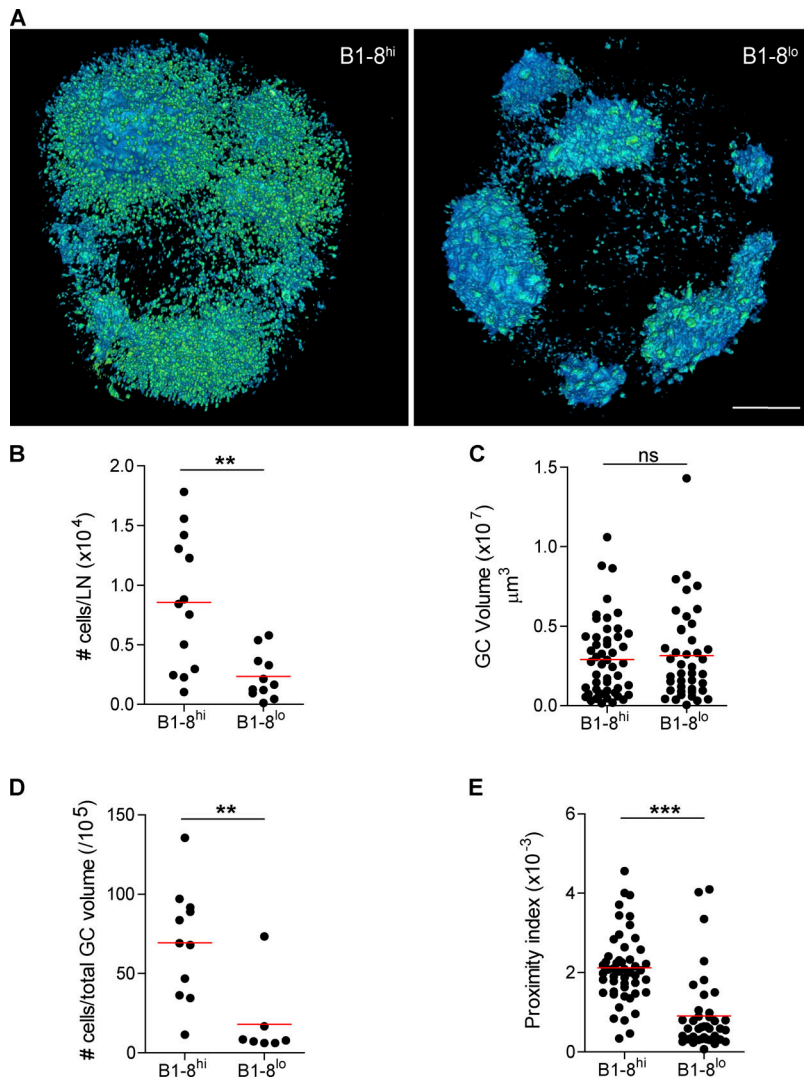 A
B1-8hi
B1-8lo
B
# cells/LN (x10^4)
2.0
1.5
1.0
0.5
0.0
**
B1-8hi
B1-8lo
C
GC Volume (x10^7)
µm^3
1.5
1.0
0.5
0.0
ns
B1-8hi
B1-8lo
D
# cells/total GC volume (/10^5)
150
100
50
0
**
B1-8hi
B1-8lo
E
Proximity index (x10^-3)
6
4
2
0
***
B1-8hi
B1-8lo